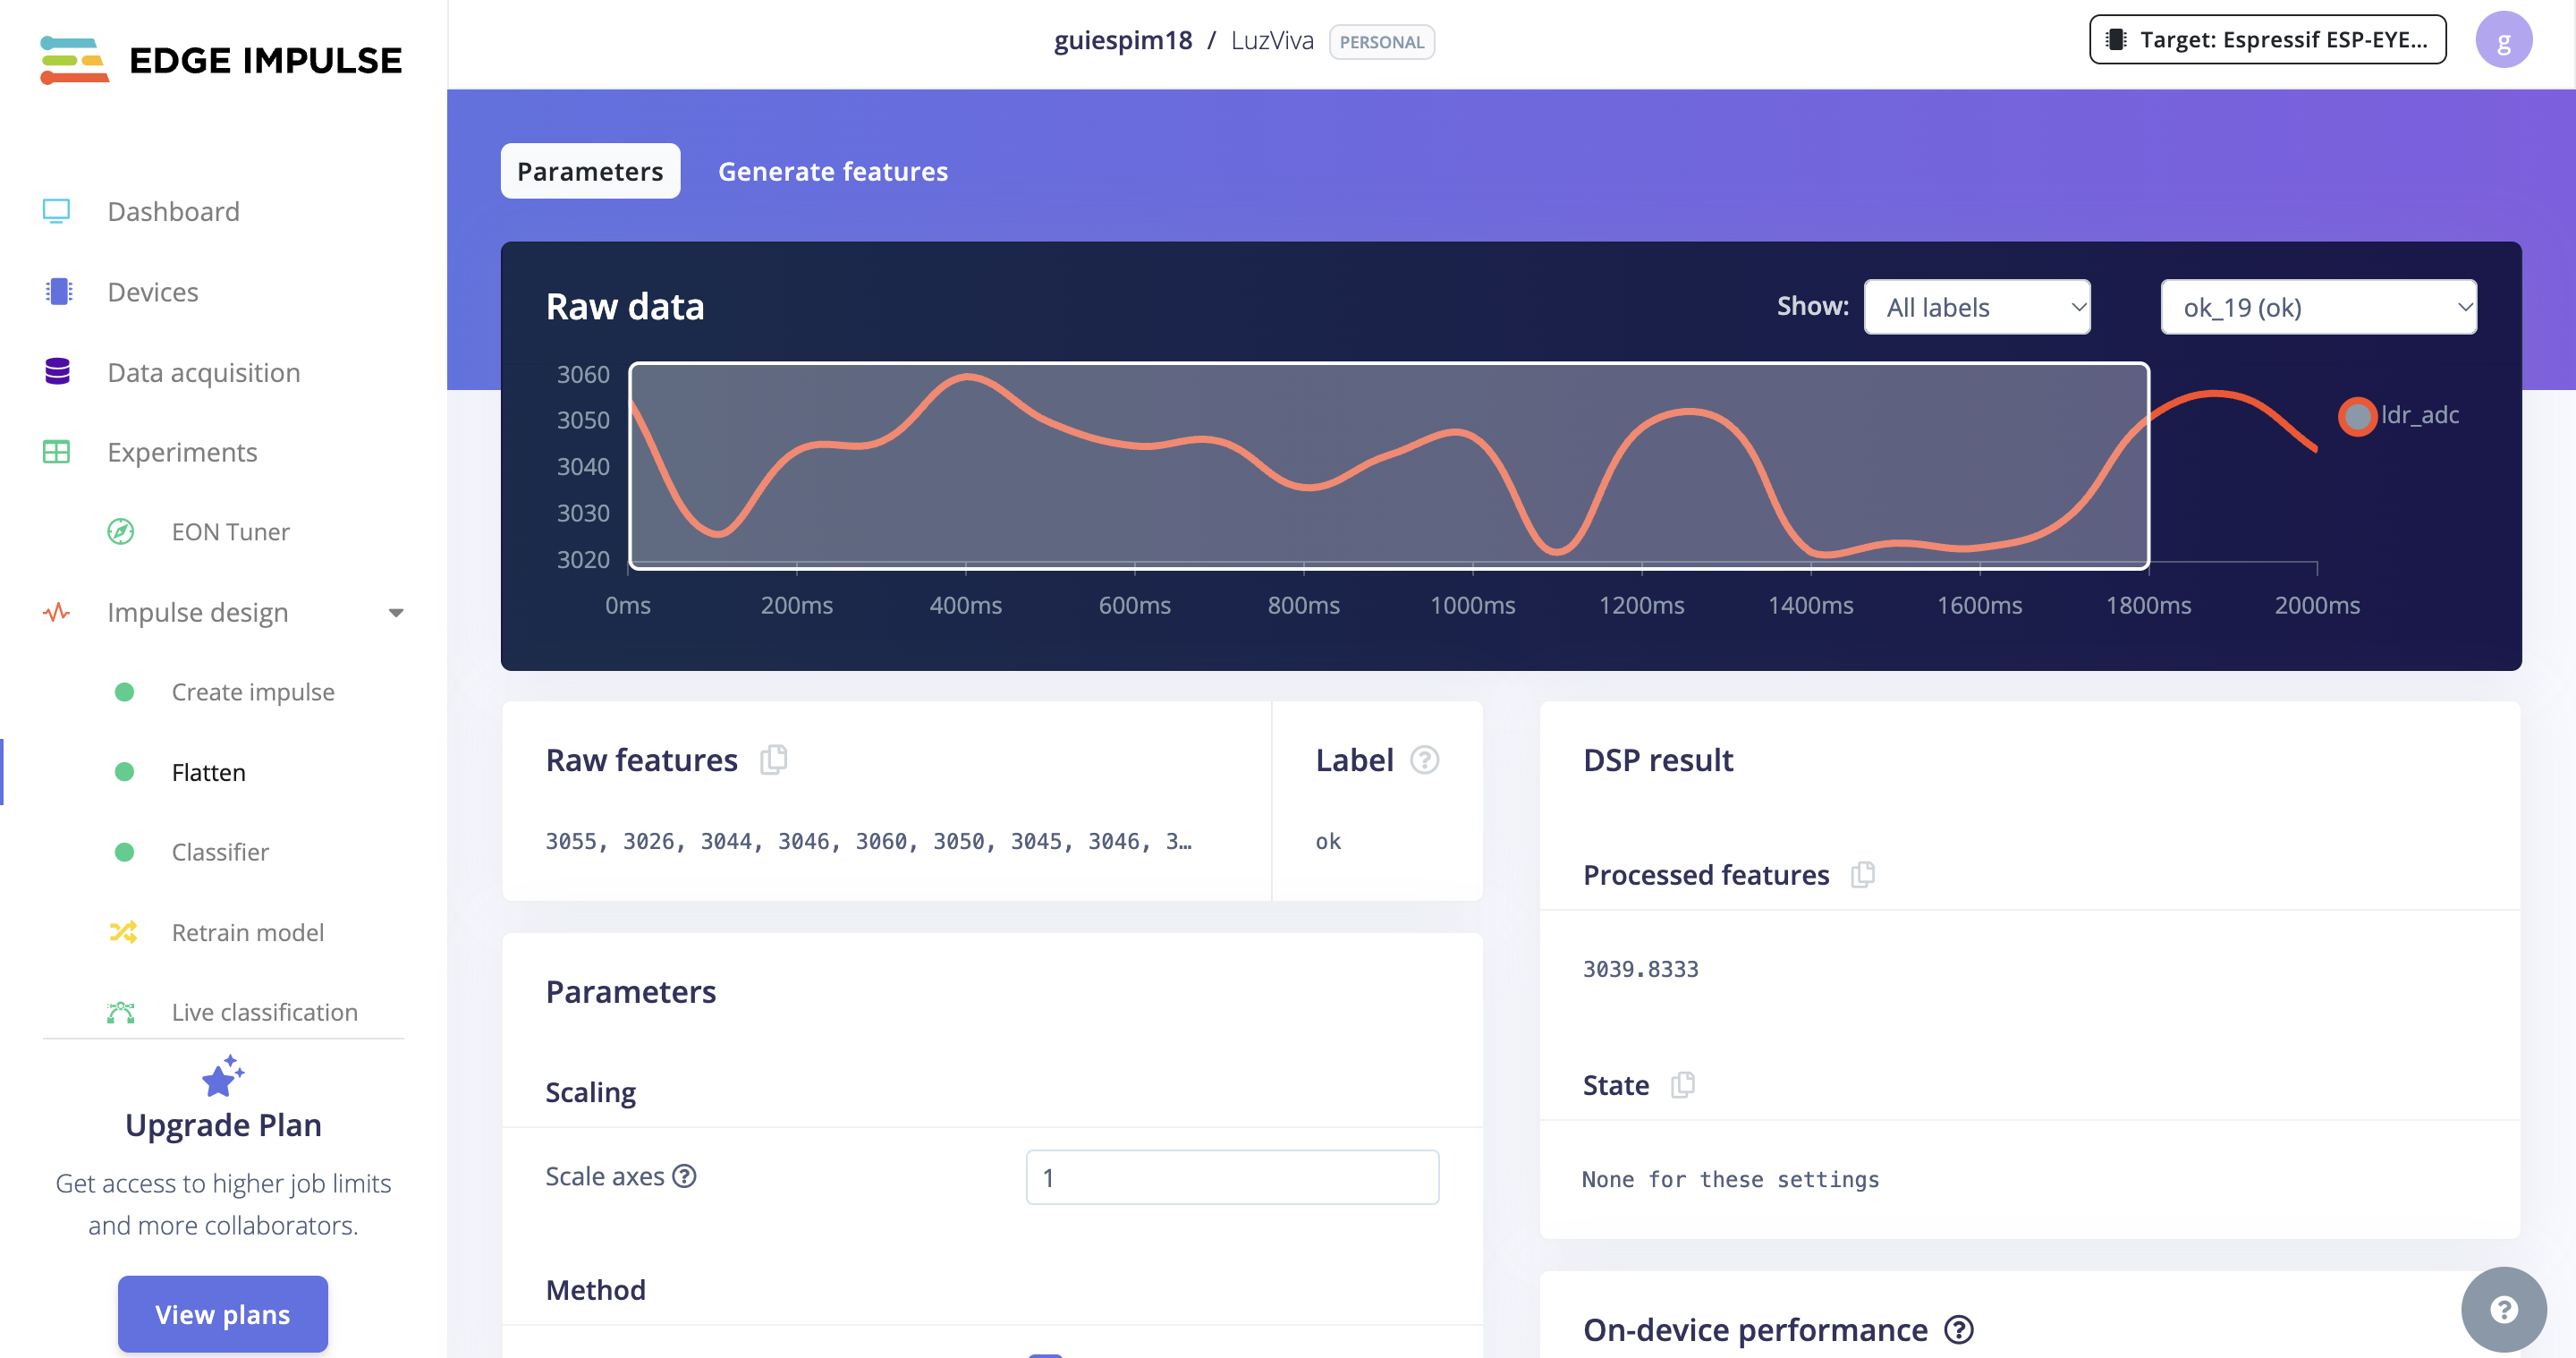 EDGE IMPULSE
guiespim18 / LuzViva PERSONAL
Target: Espressif ESP-EYE...
g
Dashboard
Devices
Data acquisition
Experiments
EON Tuner
Impulse design
Create impulse
Flatten
Classifier
Retrain model
Live classification
Upgrade Plan
Get access to higher job limits
and more collaborators.
View plans
Parameters
Generate features
Raw data
Show: All labels
ok_19 (ok)
3060
3050
3040
3030
3020
0ms 200ms 400ms 600ms 800ms 1000ms 1200ms 1400ms 1600ms 1800ms 2000ms
ldr_adc
Raw features
3055, 3026, 3044, 3046, 3060, 3050, 3045, 3046, 3…
Label ?
ok
Parameters
Scaling
Scale axes ? 1
Method
DSP result
Processed features
3039.8333
State
None for these settings
On-device performance ?
?